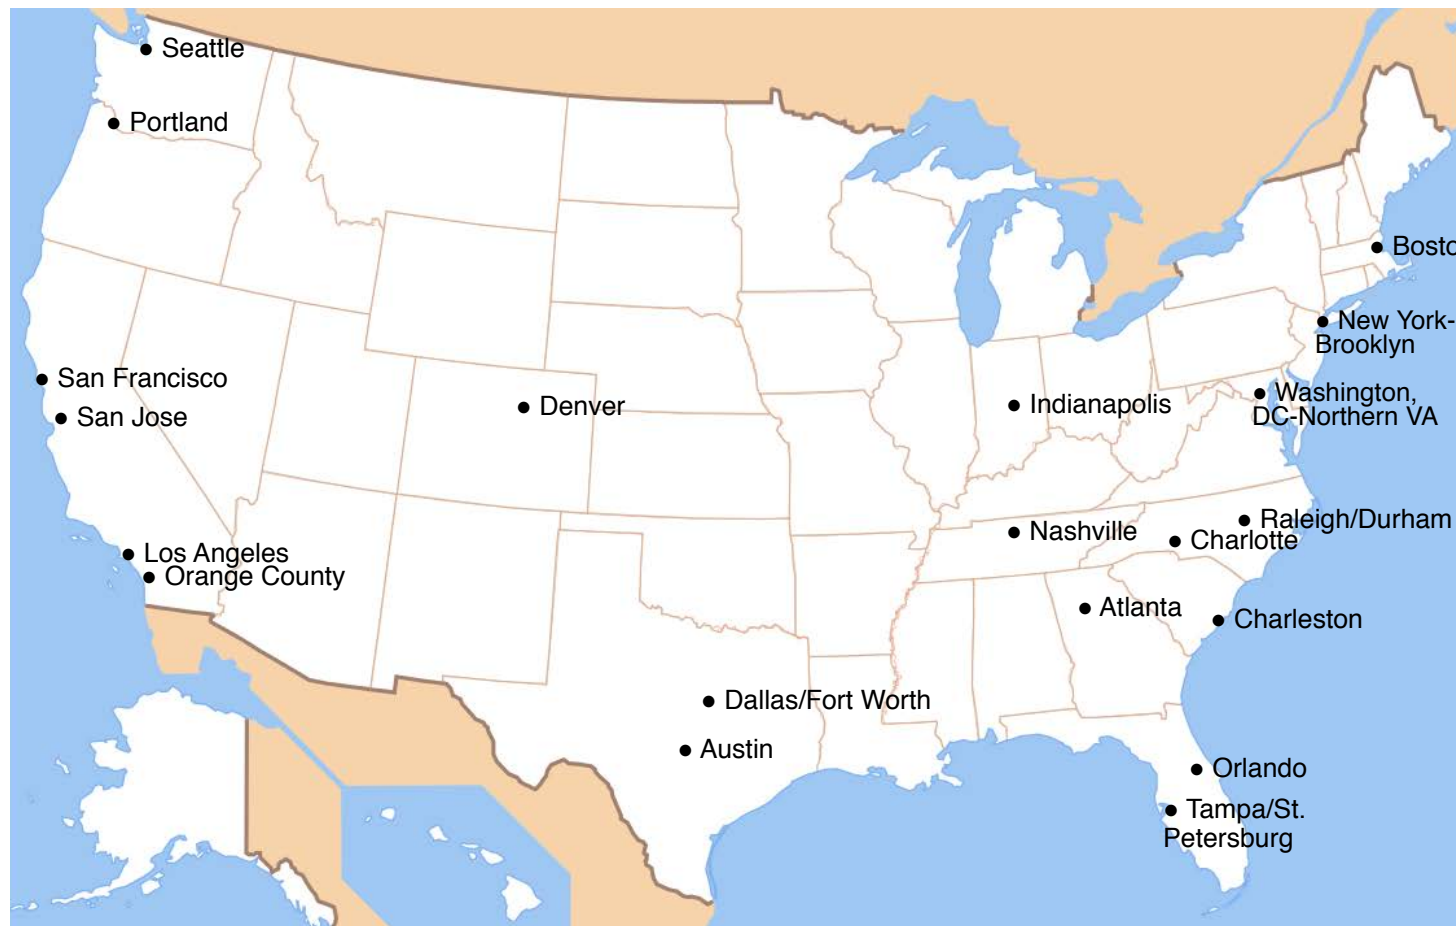 Seattle
Portland
Bosto
New York-
Brooklyn
San Francisco
San Jose
Denver
Indianapolis
Washington,
DC-Northern VA
Los Angeles
Orange County
Nashville
Raleigh/Durham
Charlotte
Atlanta
Charleston
Dallas/Fort Worth
Austin
Orlando
Tampa/St.
Petersburg